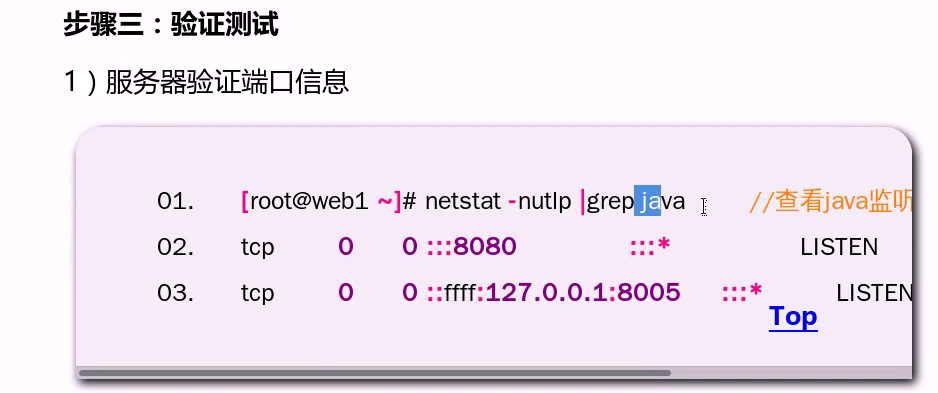 步骤三：验证测试
1）服务器验证端口信息
01. [root@web1 ~]# netstat -nutlp |grep java //查看java监听
02. tcp 0 0 :::8080 :::* LISTEN
03. tcp 0 0 ::ffff:127.0.0.1:8005 :::* LISTEN
Top